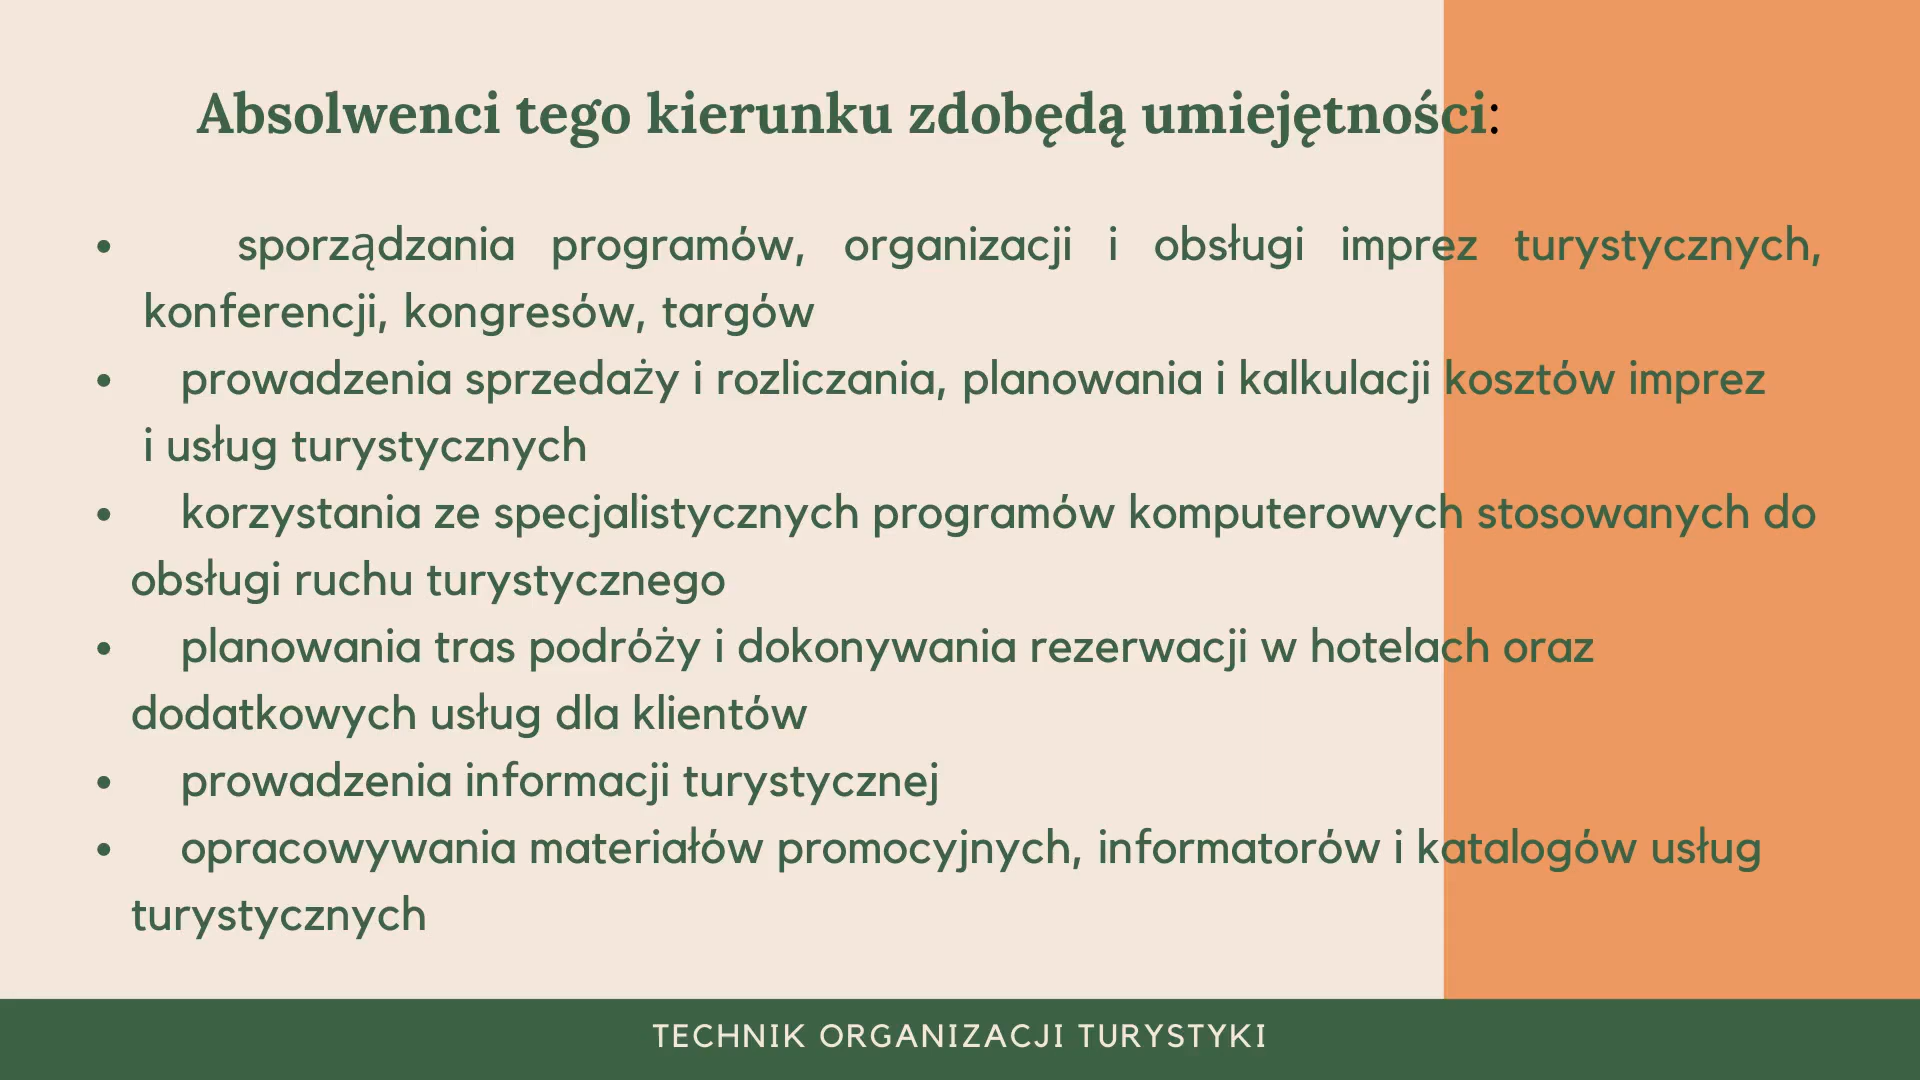 Absolwenci tego kierunku zdobędą umiejętności:
• sporządzania programów, organizacji i obsługi imprez turystycznych,
konferencji, kongresów, targów
• prowadzenia sprzedaży i rozliczania, planowania i kalkulacji kosztów imprez
i usług turystycznych
• korzystania ze specjalistycznych programów komputerowych stosowanych do
obsługi ruchu turystycznego
• planowania tras podróży i dokonywania rezerwacji w hotelach oraz
dodatkowych usług dla klientów
• prowadzenia informacji turystycznej
• opracowywania materiałów promocyjnych, informatorów i katalogów usług
turystycznych
TECHNIK ORGANIZACJI TURYSTYKI